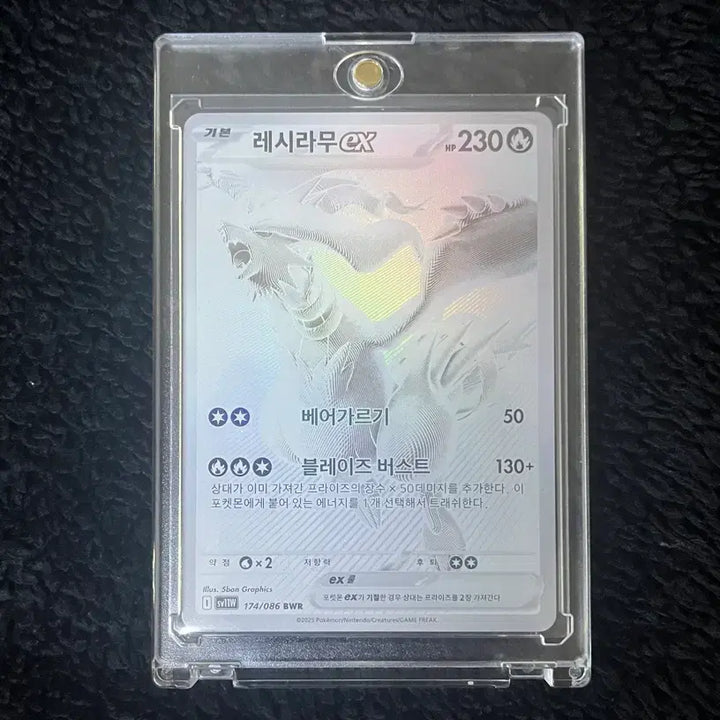 기본 레시라무 ex HP 230
베어가르기 50
블레이즈 버스트 130+
상대가 이미 가져간 프라이즈의 장수 × 50데미지를 추가한다. 이
포켓몬에게 붙어 있는 에너지를 1개 선택해서 트래쉬한다.
약점 ×2 저항력 후퇴
ex 룰
Illus. 5ban Graphics
포켓몬 ex가 기절한 경우 상대는 프라이즈를 2장 가져간다
I sv11W 174/086 BWR
©2025 Pokémon/Nintendo/Creatures/GAME FREAK.